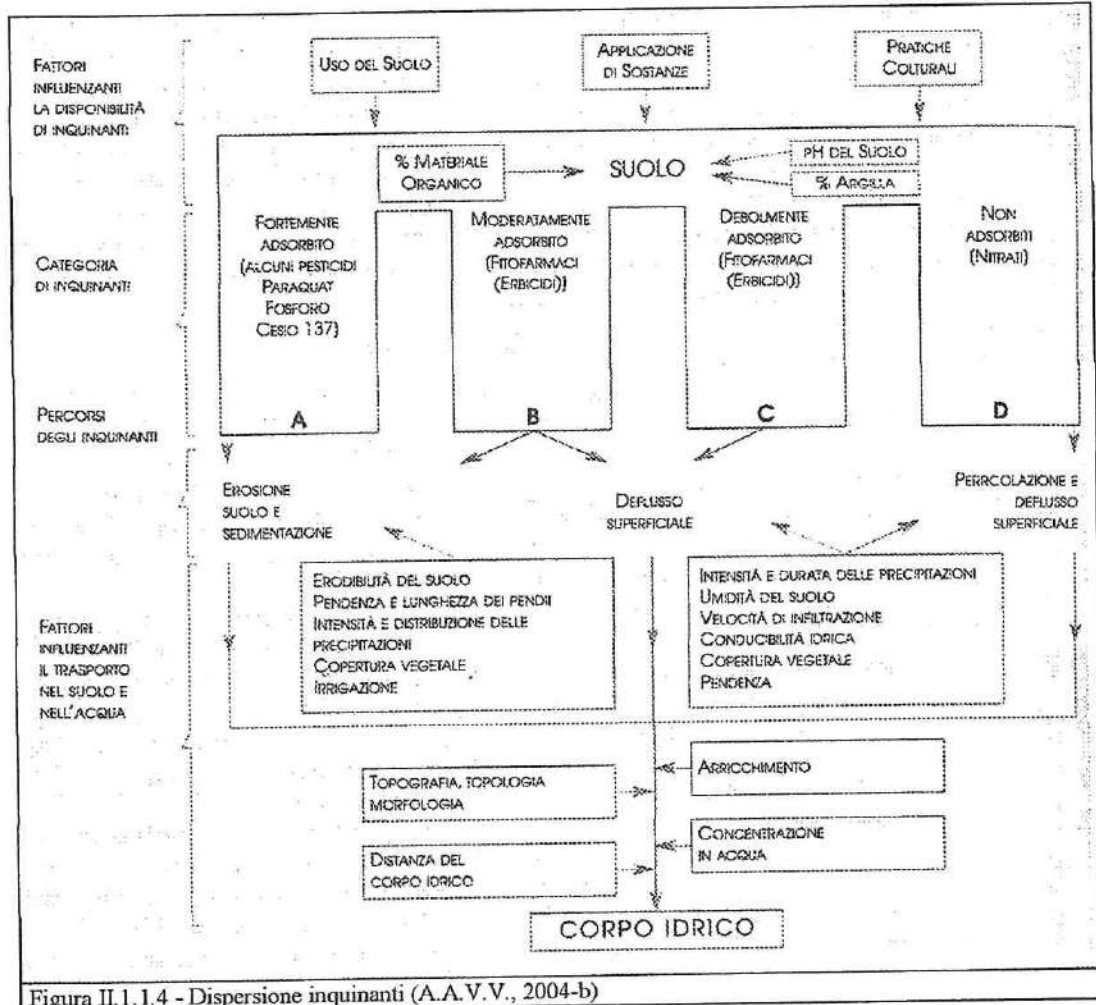 FATTORI
INFLUENZANTI
LA DISPONIBILITÀ
DI INQUINANTI
USO DEL SUOLO
APPLICAZIONE
DI SOSTANZE
PRATICHE
COLTURALI
% MATERIALE
ORGANICO
SUOLO
PH DEL SUOLO
% ARGILLA
CATEGORIA
DI INQUINANTI
FORTEMENTE
ADSORBITO
(ALCUNI PESTICIDI
PARAQUAT
FOSFORO
CESIO 137)
MODERATAMENTE
ADSORBITO
(FITOFARMACI
(ERBICIDI))
DEBOLMENTE
ADSORBITO
(FITOFARMACI
(ERBICIDI))
NON
ADSORBITI
(NITRATI)
PERCORSI
DEGLI INQUINANTI
A
B
C
D
EROSIONE
SUOLO E
SEDIMENTAZIONE
DEFLUSSO
SUPERFICIALE
PERRCOLAZIONE E
DEFLUSSO
SUPERFICIALE
FATTORI
INFLUENZANTI
IL TRASPORTO
NEL SUOLO E
NELL'ACQUA
ERODIBILITÀ DEL SUOLO
PENDENZA E LUNGHEZZA DEI PENDII
INTENSITÀ E DISTRIBUZIONE DELLE
PRECIPITAZIONI
COPERTURA VEGETALE
IRRIGAZIONE
INTENSITÀ E DURATA DELLE PRECIPITAZIONI
UMIDITÀ DEL SUOLO
VELOCITÀ DI INFILTRAZIONE
CONDUCIBILITÀ IDRICA
COPERTURA VEGETALE
PENDENZA
TOPOGRAFIA, TOPOLOGIA
MORFOLOGIA
ARRICCHIMENTO
DISTANZA DEL
CORPO IDRICO
CONCENTRAZIONE
IN ACQUA
CORPO IDRICO
Figura II.1.1.4 - Dispersione inquinanti (A.A.V.V., 2004-b)